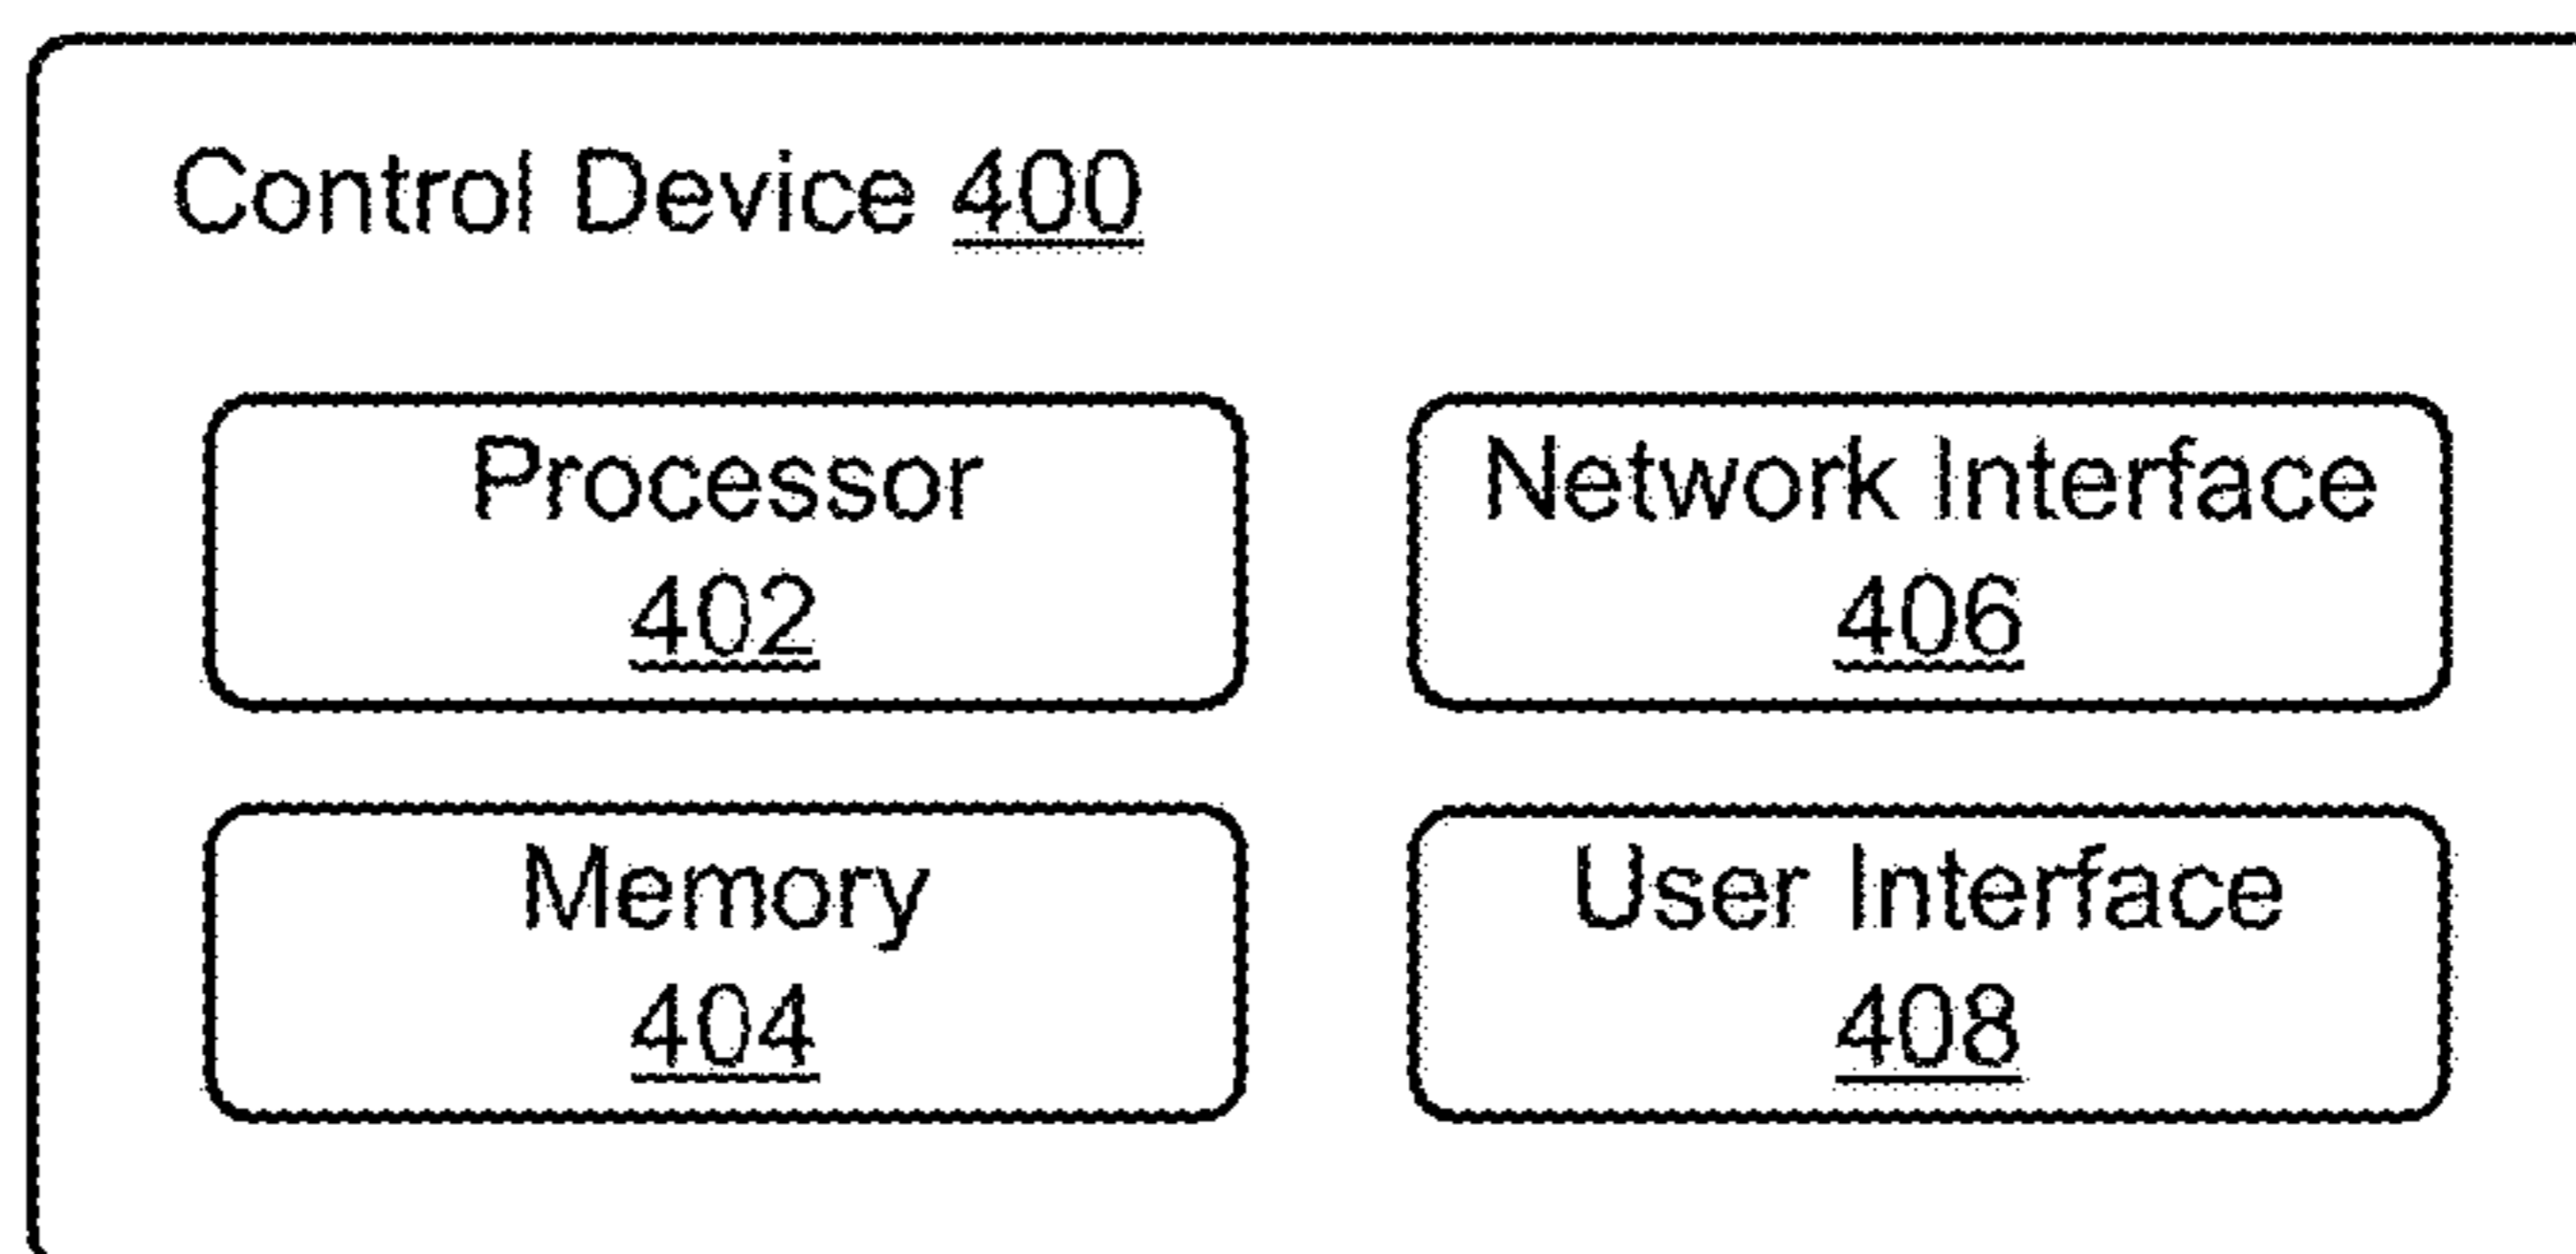 Control Device 400
Processor
402
Network Interface
406
Memory
404
User Interface
408